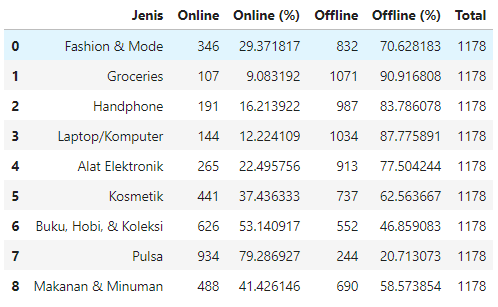 Jenis Online Online (%) Offline Offline (%) Total
0 Fashion & Mode 346 29.371817 832 70.628183 1178
1 Groceries 107 9.083192 1071 90.916808 1178
2 Handphone 191 16.213922 987 83.786078 1178
3 Laptop/Komputer 144 12.224109 1034 87.775891 1178
4 Alat Elektronik 265 22.495756 913 77.504244 1178
5 Kosmetik 441 37.436333 737 62.563667 1178
6 Buku, Hobi, & Koleksi 626 53.140917 552 46.859083 1178
7 Pulsa 934 79.286927 244 20.713073 1178
8 Makanan & Minuman 488 41.426146 690 58.573854 1178